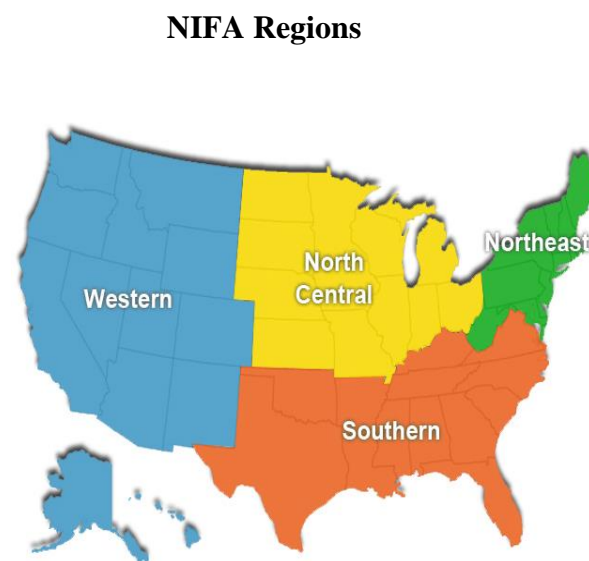 NIFA Regions
Northeast
North
Central
Western
Southern